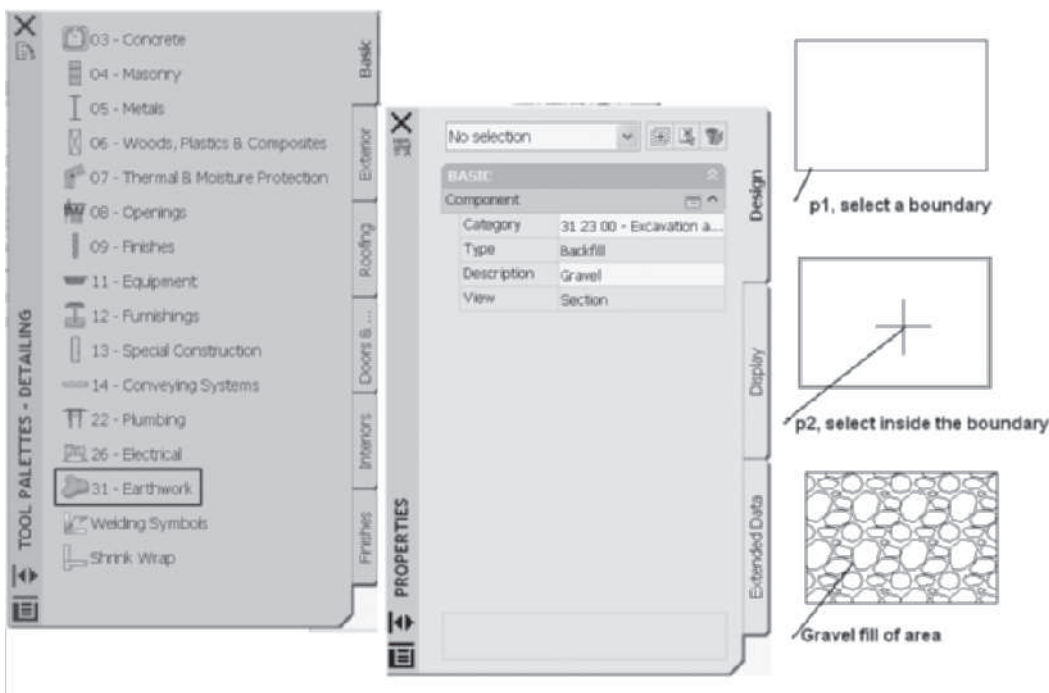 03 - Concrete
04 - Masonry
05 - Metals
06 - Woods, Plastics & Composites
07 - Thermal & Moisture Protection
08 - Openings
09 - Finishes
11 - Equipment
12 - Furnishings
13 - Special Construction
14 - Conveying Systems
22 - Plumbing
26 - Electrical
31 - Earthwork
Welding Symbols
Shrink Wrap
TOOL PALETTES - DETAILING
Basic
Exterior
Roofing
Doors & ...
Interiors
Finishes
No selection
BASIC
Component
Category 31 23 00 - Excavation a...
Type Backfill
Description Gravel
View Section
PROPERTIES
Design
Display
Extended Data
p1, select a boundary
p2, select inside the boundary
Gravel fill of area